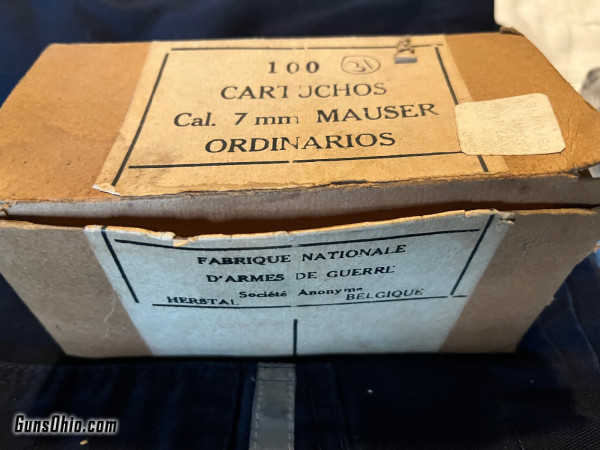 100 31
CARTUCHOS
Cal. 7 mm MAUSER
ORDINARIOS
FABRIQUE NATIONALE
D'ARMES DE GUERRE
Société Anonyme
HERSTAL BELGIQUE
GunsOhio.com